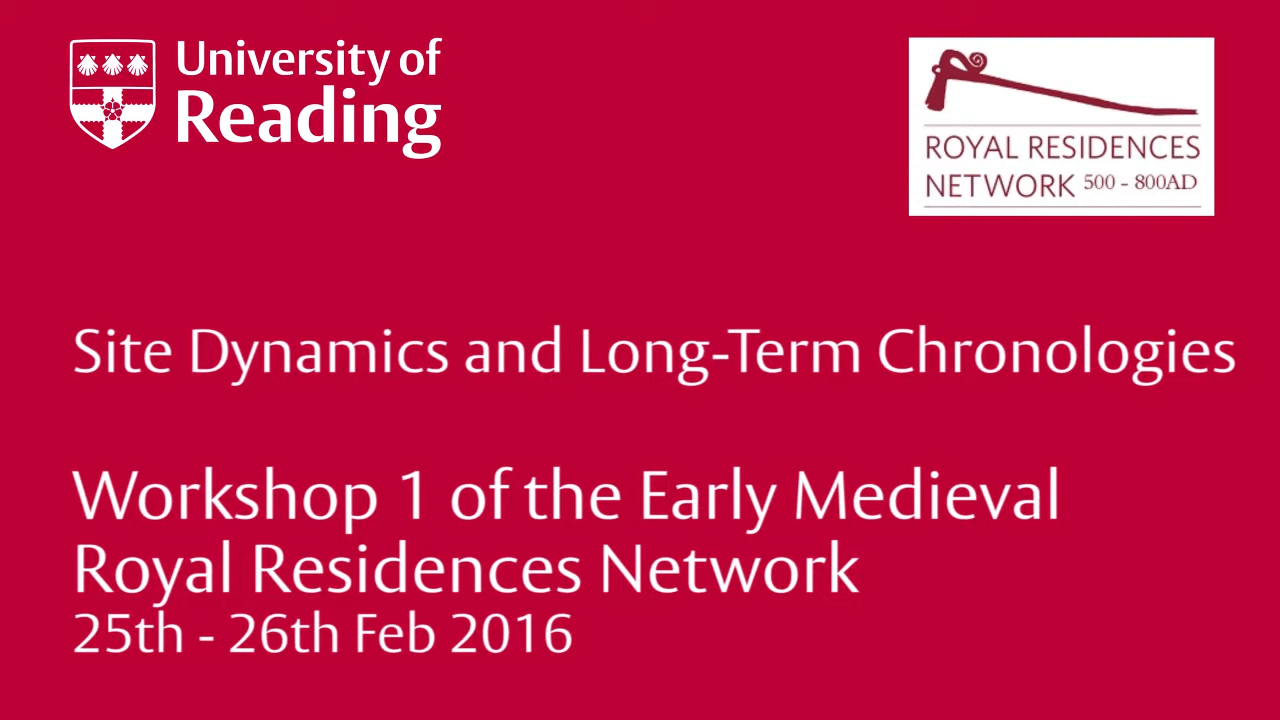 University of
Reading
ROYAL RESIDENCES
NETWORK 500 - 800AD
Site Dynamics and Long-Term Chronologies
Workshop 1 of the Early Medieval
Royal Residences Network
25th - 26th Feb 2016